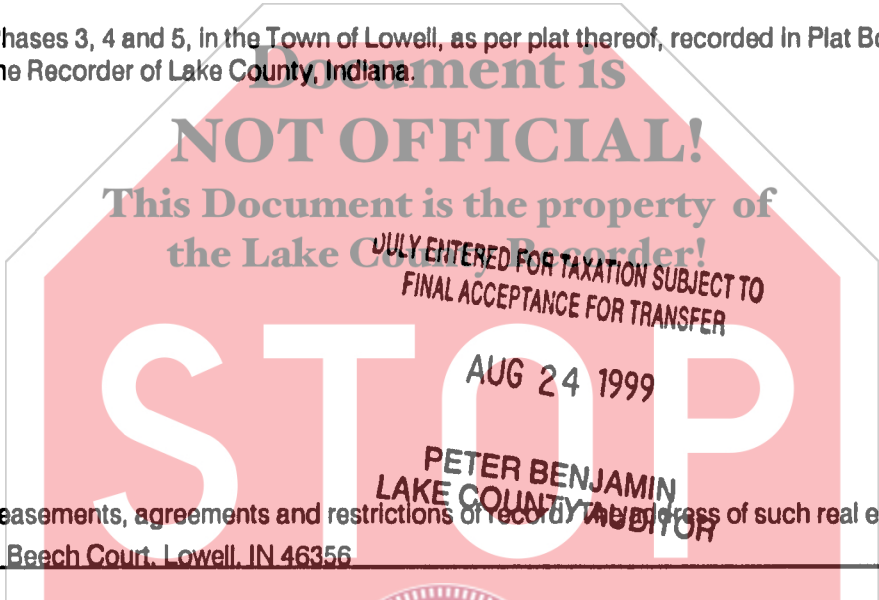 hases 3, 4 and 5, in the Town of Lowell, as per plat thereof, recorded in Plat Bo
he Recorder of Lake County, Indiana.
Document is
NOT OFFICIAL!
This Document is the property of
the Lake County Recorder!
DULY ENTERED FOR TAXATION SUBJECT TO
FINAL ACCEPTANCE FOR TRANSFER
STOP
AUG 24 1999
PETER BENJAMIN
LAKE COUNTY AUDITOR
easements, agreements and restrictions of record. The address of such real e
Beech Court, Lowell, IN 46356